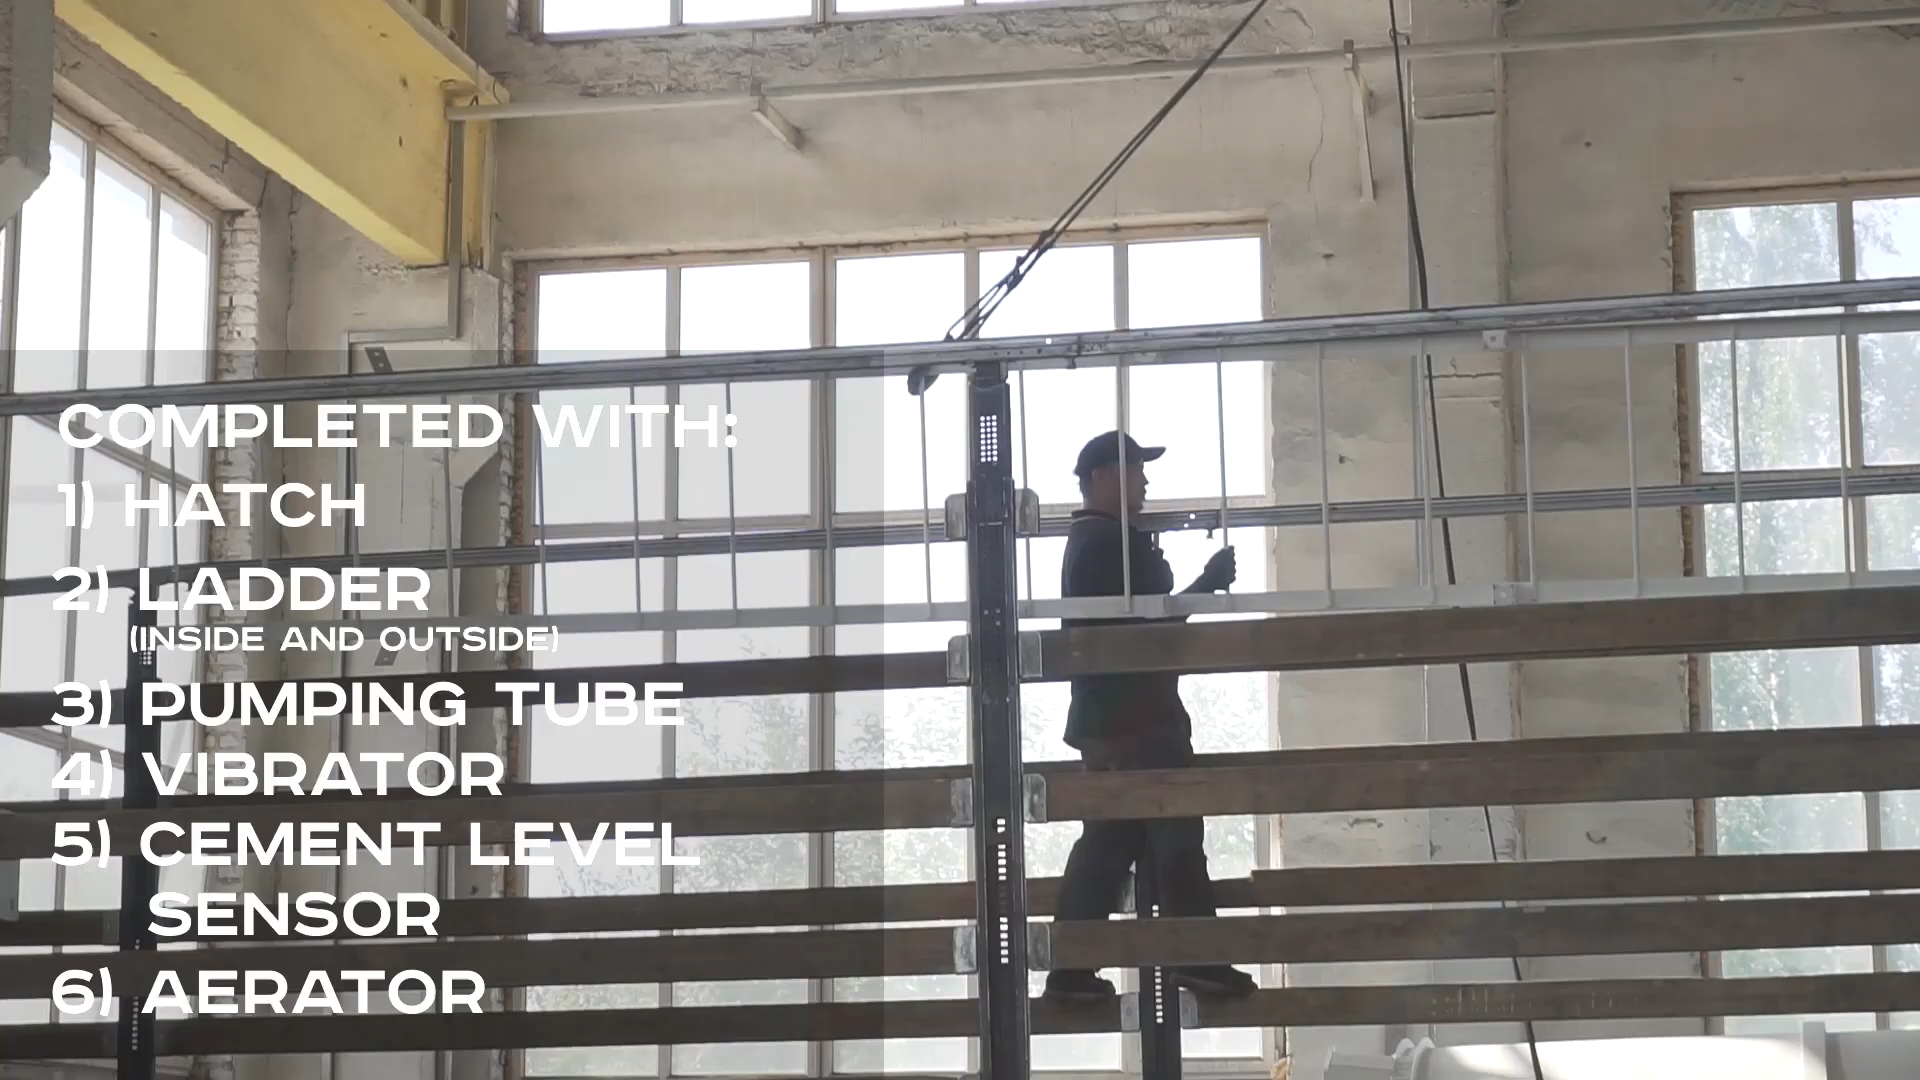 COMPLETED WITH:
1) HATCH
2) LADDER
(INSIDE AND OUTSIDE)
3) PUMPING TUBE
4) VIBRATOR
5) CEMENT LEVEL
SENSOR
6) AERATOR